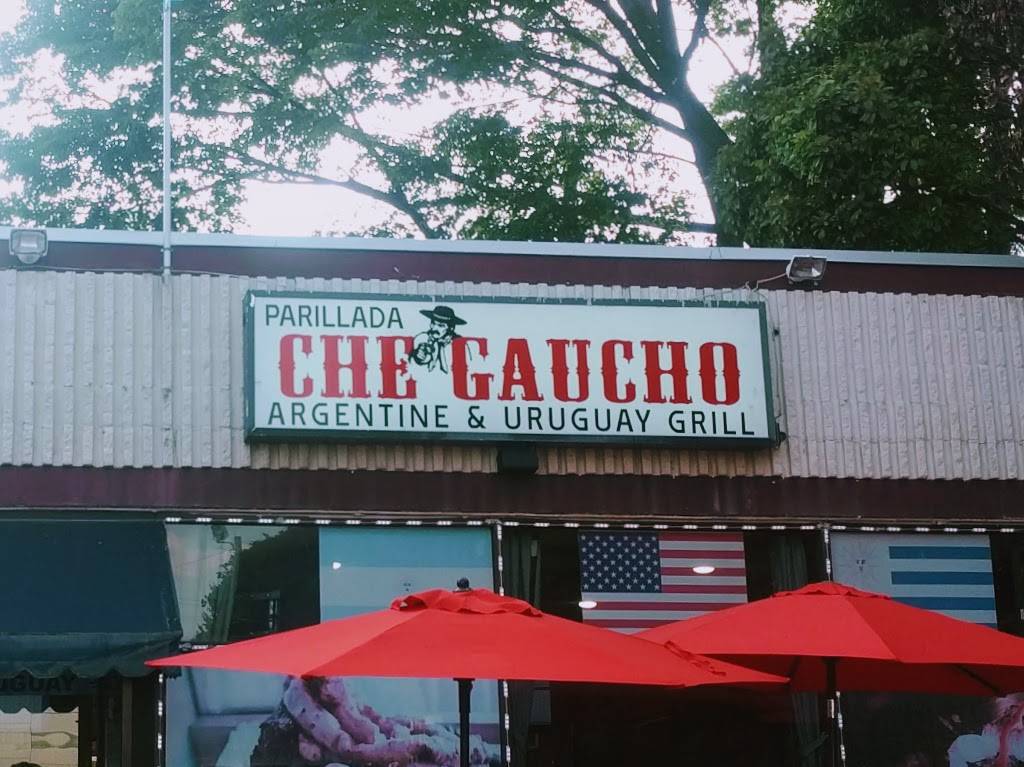 PARILLADA
CHE GAUCHO
ARGENTINE & URUGUAY GRILL